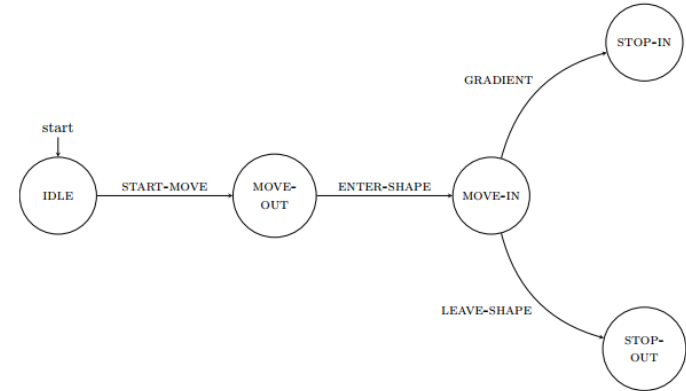 STOP-IN
GRADIENT
start
IDLE
START-MOVE
MOVE-
OUT
ENTER-SHAPE
MOVE-IN
LEAVE-SHAPE
STOP-
OUT